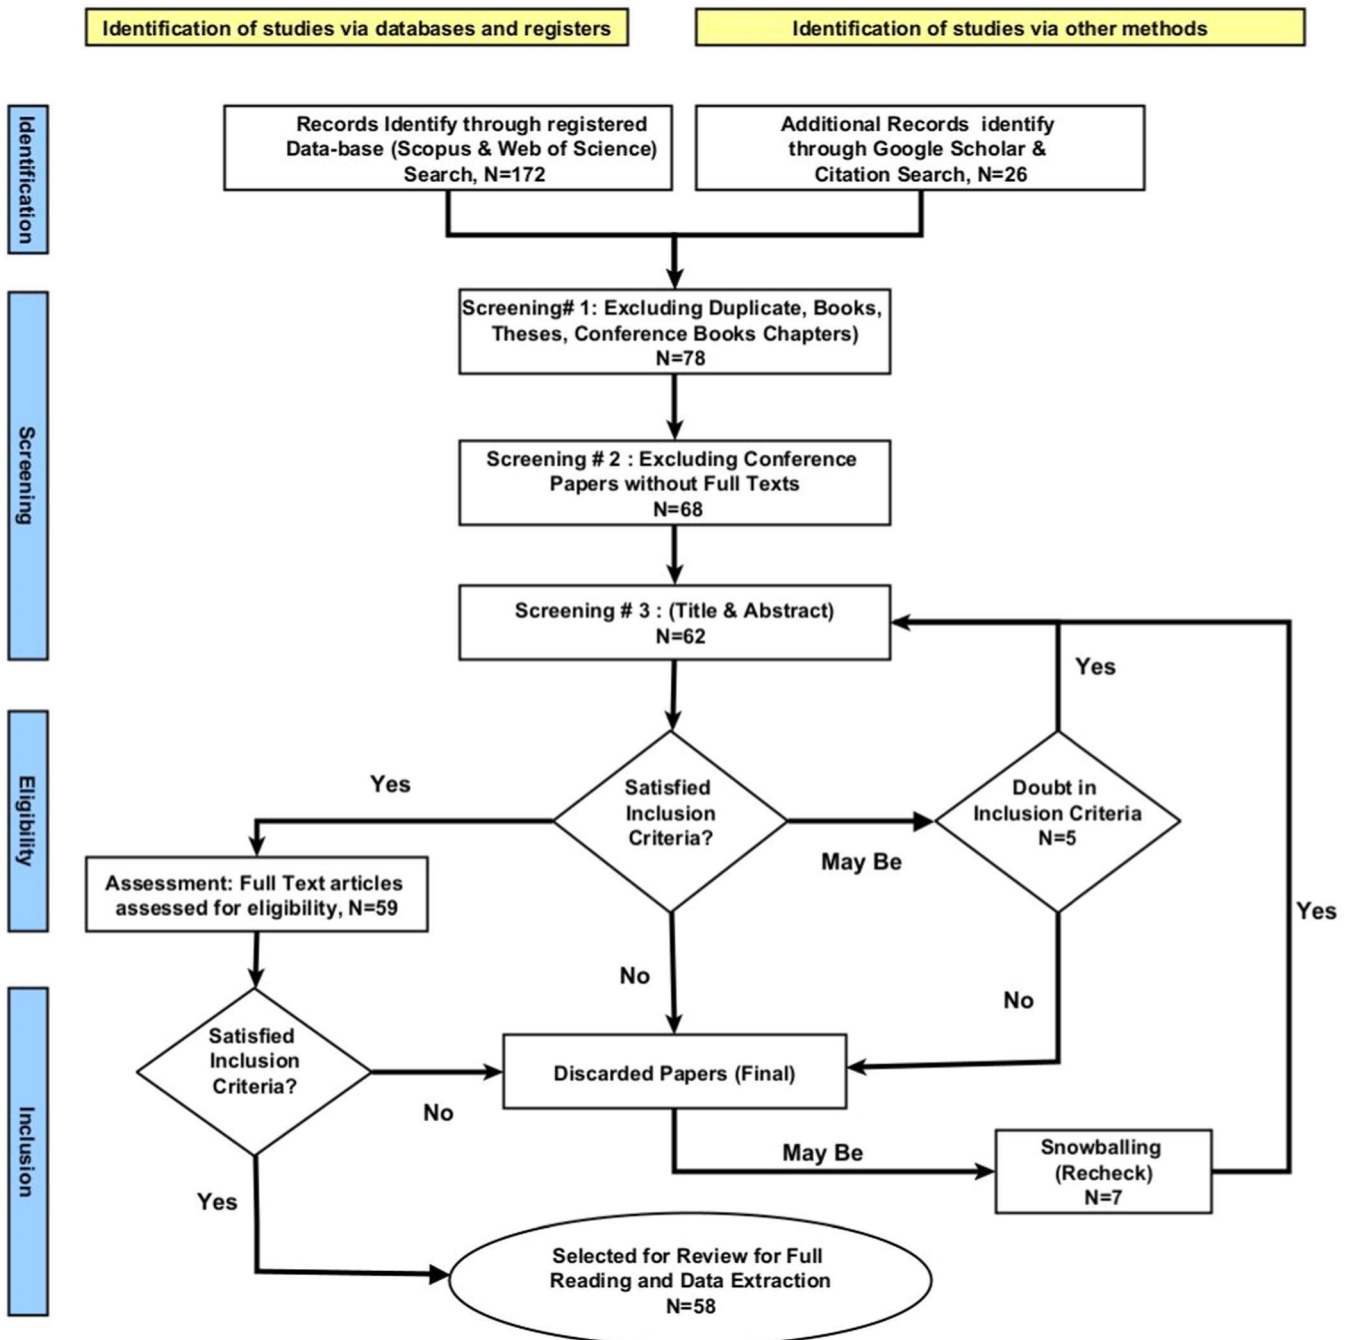 Identification of studies via databases and registers
Identification of studies via other methods
Identification
Records Identify through registered
Data-base (Scopus & Web of Science)
Search, N=172
Additional Records identify
through Google Scholar &
Citation Search, N=26
Screening
Screening# 1: Excluding Duplicate, Books,
Theses, Conference Books Chapters)
N=78
Screening # 2 : Excluding Conference
Papers without Full Texts
N=68
Screening # 3 : (Title & Abstract)
N=62
Yes
Eligibility
Yes
Satisfied
Inclusion
Criteria?
May Be
Doubt in
Inclusion Criteria
N=5
Assessment: Full Text articles
assessed for eligibility, N=59
Yes
No
No
Inclusion
Satisfied
Inclusion
Criteria?
No
Discarded Papers (Final)
May Be
Snowballing
(Recheck)
N=7
Yes
Selected for Review for Full
Reading and Data Extraction
N=58